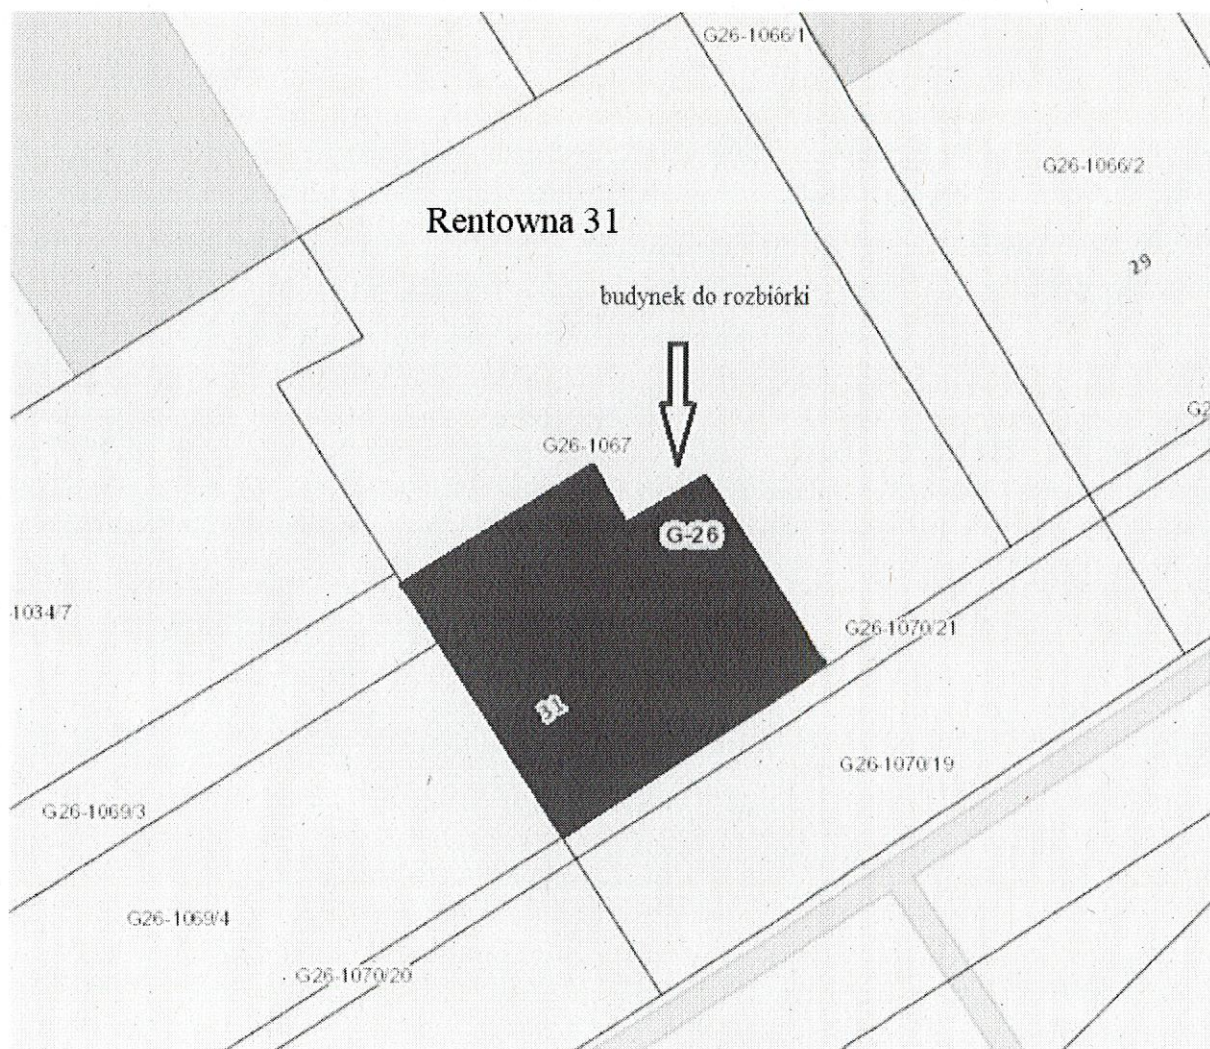 G26-1066/1
G26-1066/2
Rentowna 31
29
budynek do rozbiórki
G2
G26-1067
G-26
-1034/7
G26-1070/21
31
G26-1070/19
G26-1069/3
G26-1069/4
G26-1070/20